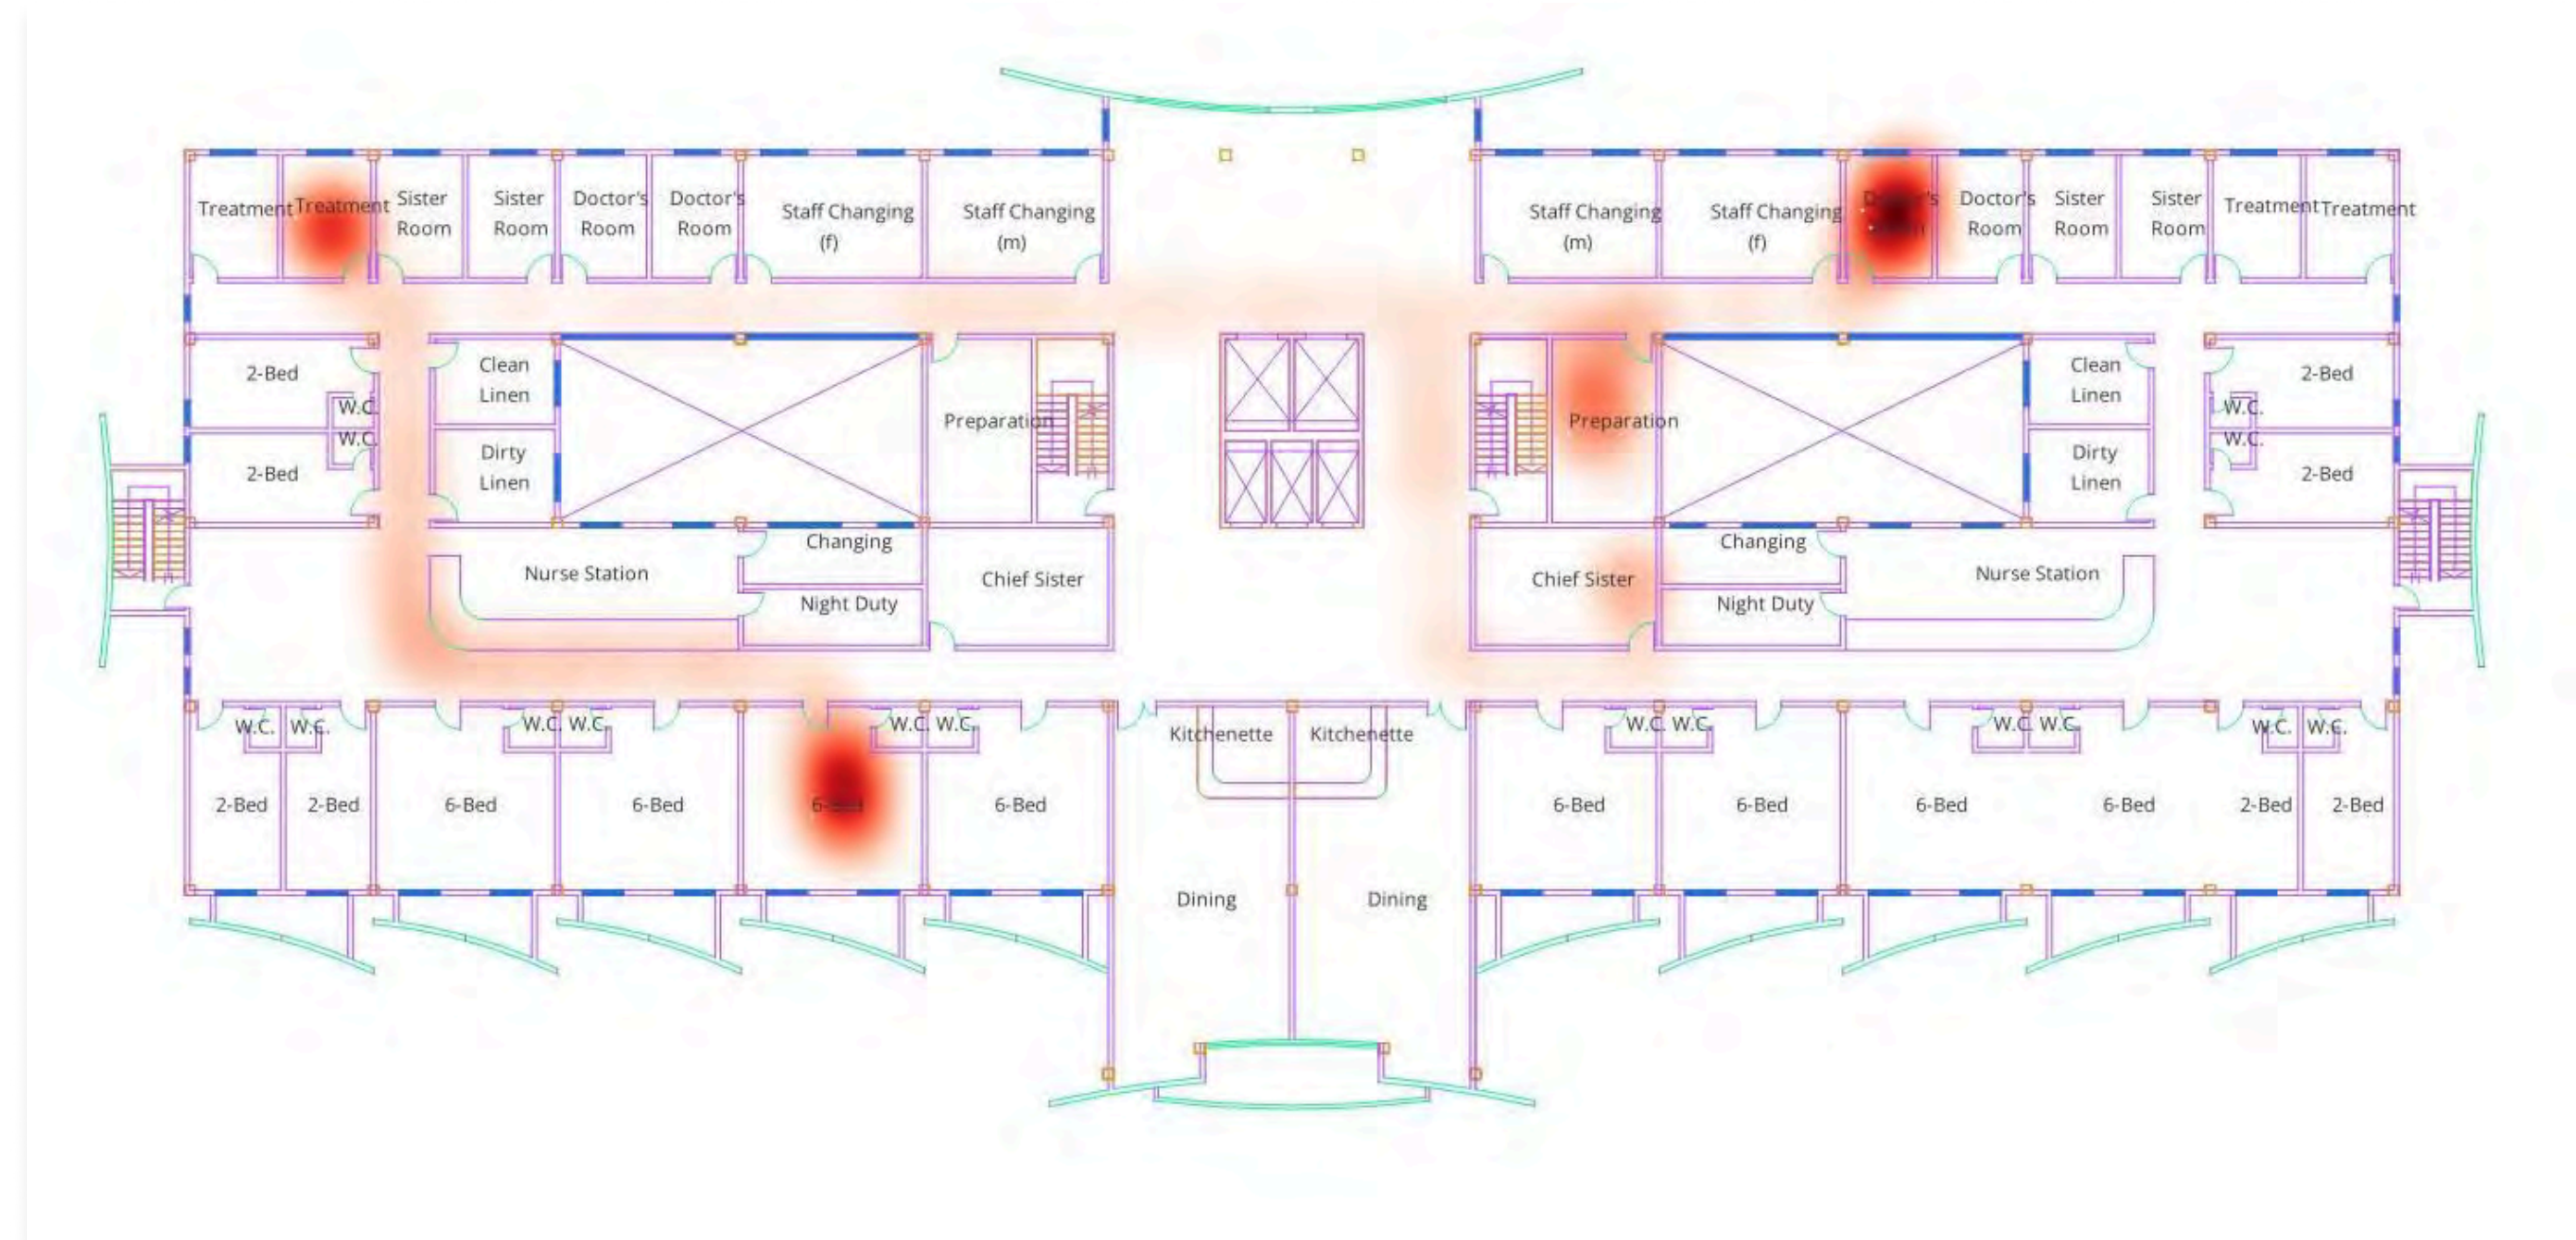 Treatment
Treatment
Sister
Room
Sister
Room
Doctor's
Room
Doctor's
Room
Staff Changing
(f)
Staff Changing
(m)
Staff Changing
(m)
Staff Changing
(f)
Doctor's
Room
Sister
Room
Sister
Room
Treatment
Treatment
2-Bed
W.C.
W.C.
2-Bed
Clean
Linen
Dirty
Linen
Preparation
Preparation
Clean
Linen
Dirty
Linen
2-Bed
W.C.
W.C.
2-Bed
Nurse Station
Changing
Night Duty
Chief Sister
Chief Sister
Changing
Night Duty
Nurse Station
W.C.
W.C.
W.C.
W.C.
W.C.
W.C.
Kitchenette
Kitchenette
W.C.
W.C.
W.C.
W.C.
W.C.
W.C.
2-Bed
2-Bed
6-Bed
6-Bed
6-Bed
6-Bed
6-Bed
6-Bed
6-Bed
2-Bed
2-Bed
Dining
Dining